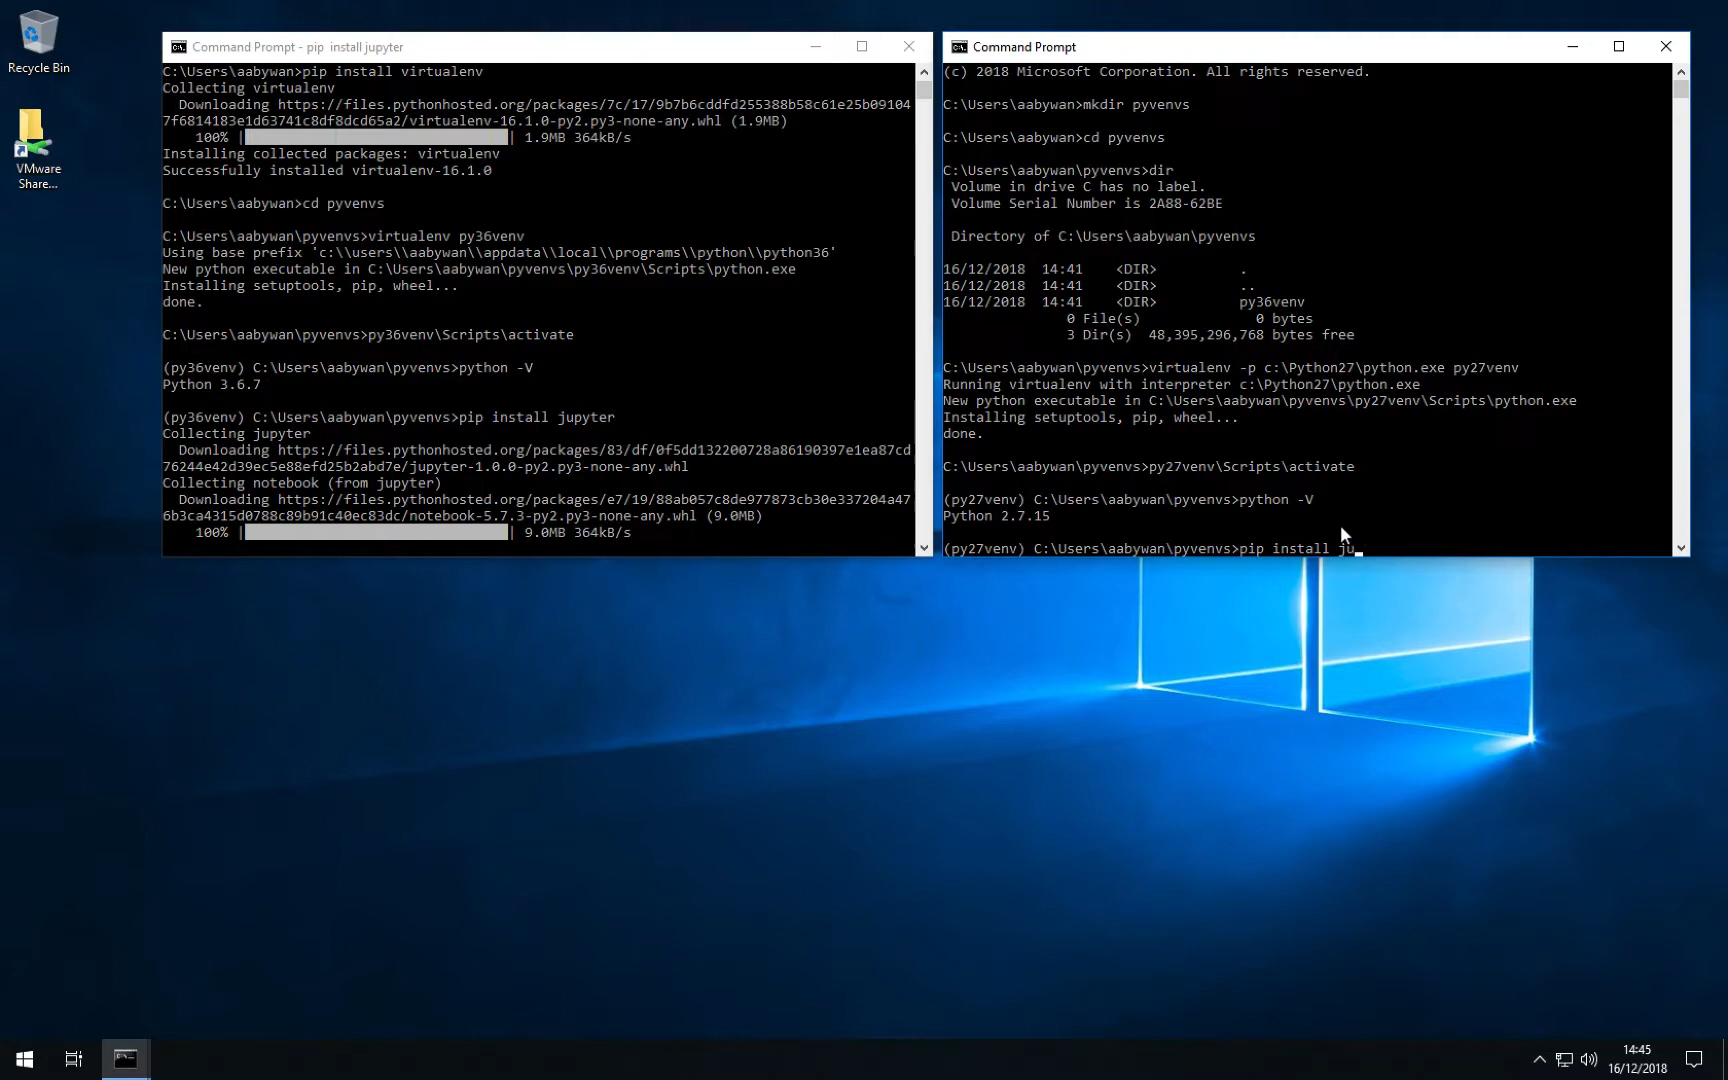 Recycle Bin
VMware
Share...
Command Prompt - pip  install jupyter
C:\Users\aabywan>pip install virtualenv
Collecting virtualenv
  Downloading https://files.pythonhosted.org/packages/7c/17/9b7b6cddfd255388b58c61e25b09104
7f6814183e1d63741c8df8dcd65a2/virtualenv-16.1.0-py2.py3-none-any.whl (1.9MB)
    100% || 1.9MB 364kB/s
Installing collected packages: virtualenv
Successfully installed virtualenv-16.1.0
C:\Users\aabywan>cd pyvenvs
C:\Users\aabywan\pyvenvs>virtualenv py36venv
Using base prefix 'c:\\users\\aabywan\\appdata\\local\\programs\\python\\python36'
New python executable in C:\Users\aabywan\pyvenvs\py36venv\Scripts\python.exe
Installing setuptools, pip, wheel...
done.
C:\Users\aabywan\pyvenvs>py36venv\Scripts\activate
(py36venv) C:\Users\aabywan\pyvenvs>python -V
Python 3.6.7
(py36venv) C:\Users\aabywan\pyvenvs>pip install jupyter
Collecting jupyter
  Downloading https://files.pythonhosted.org/packages/83/df/0f5dd132200728a86190397e1ea87cd
76244e42d39ec5e88efd25b2abd7e/jupyter-1.0.0-py2.py3-none-any.whl
Collecting notebook (from jupyter)
  Downloading https://files.pythonhosted.org/packages/e7/19/88ab057c8de977873cb30e337204a47
6b3ca4315d0788c89b91c40ec83dc/notebook-5.7.3-py2.py3-none-any.whl (9.0MB)
    100% || 9.0MB 364kB/s
Command Prompt
(c) 2018 Microsoft Corporation. All rights reserved.
C:\Users\aabywan>mkdir pyvenvs
C:\Users\aabywan>cd pyvenvs
C:\Users\aabywan\pyvenvs>dir
 Volume in drive C has no label.
 Volume Serial Number is 2A88-62BE
 Directory of C:\Users\aabywan\pyvenvs
16/12/2018  14:41    <DIR>          .
16/12/2018  14:41    <DIR>          ..
16/12/2018  14:41    <DIR>          py36venv
               0 File(s)              0 bytes
               3 Dir(s)  48,395,296,768 bytes free
C:\Users\aabywan\pyvenvs>virtualenv -p c:\Python27\python.exe py27venv
Running virtualenv with interpreter c:\Python27\python.exe
New python executable in C:\Users\aabywan\pyvenvs\py27venv\Scripts\python.exe
Installing setuptools, pip, wheel...
done.
C:\Users\aabywan\pyvenvs>py27venv\Scripts\activate
(py27venv) C:\Users\aabywan\pyvenvs>python -V
Python 2.7.15
(py27venv) C:\Users\aabywan\pyvenvs>pip install ju
14:45
16/12/2018